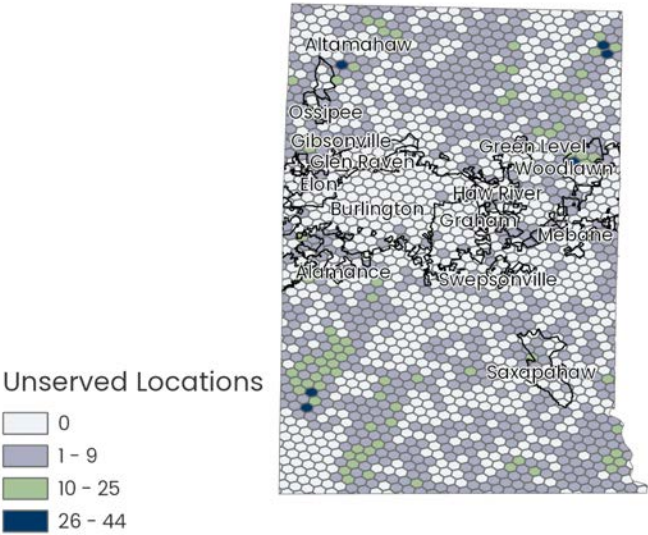 Altamahaw
Ossipee
Gibsonville
Green Level
Glen Raven
Woodlawn
Elon
Haw River
Burlington
Graham
Mebane
Alamance
Swepsonville
Saxapahaw
Unserved Locations
0
1 - 9
10 - 25
26 - 44